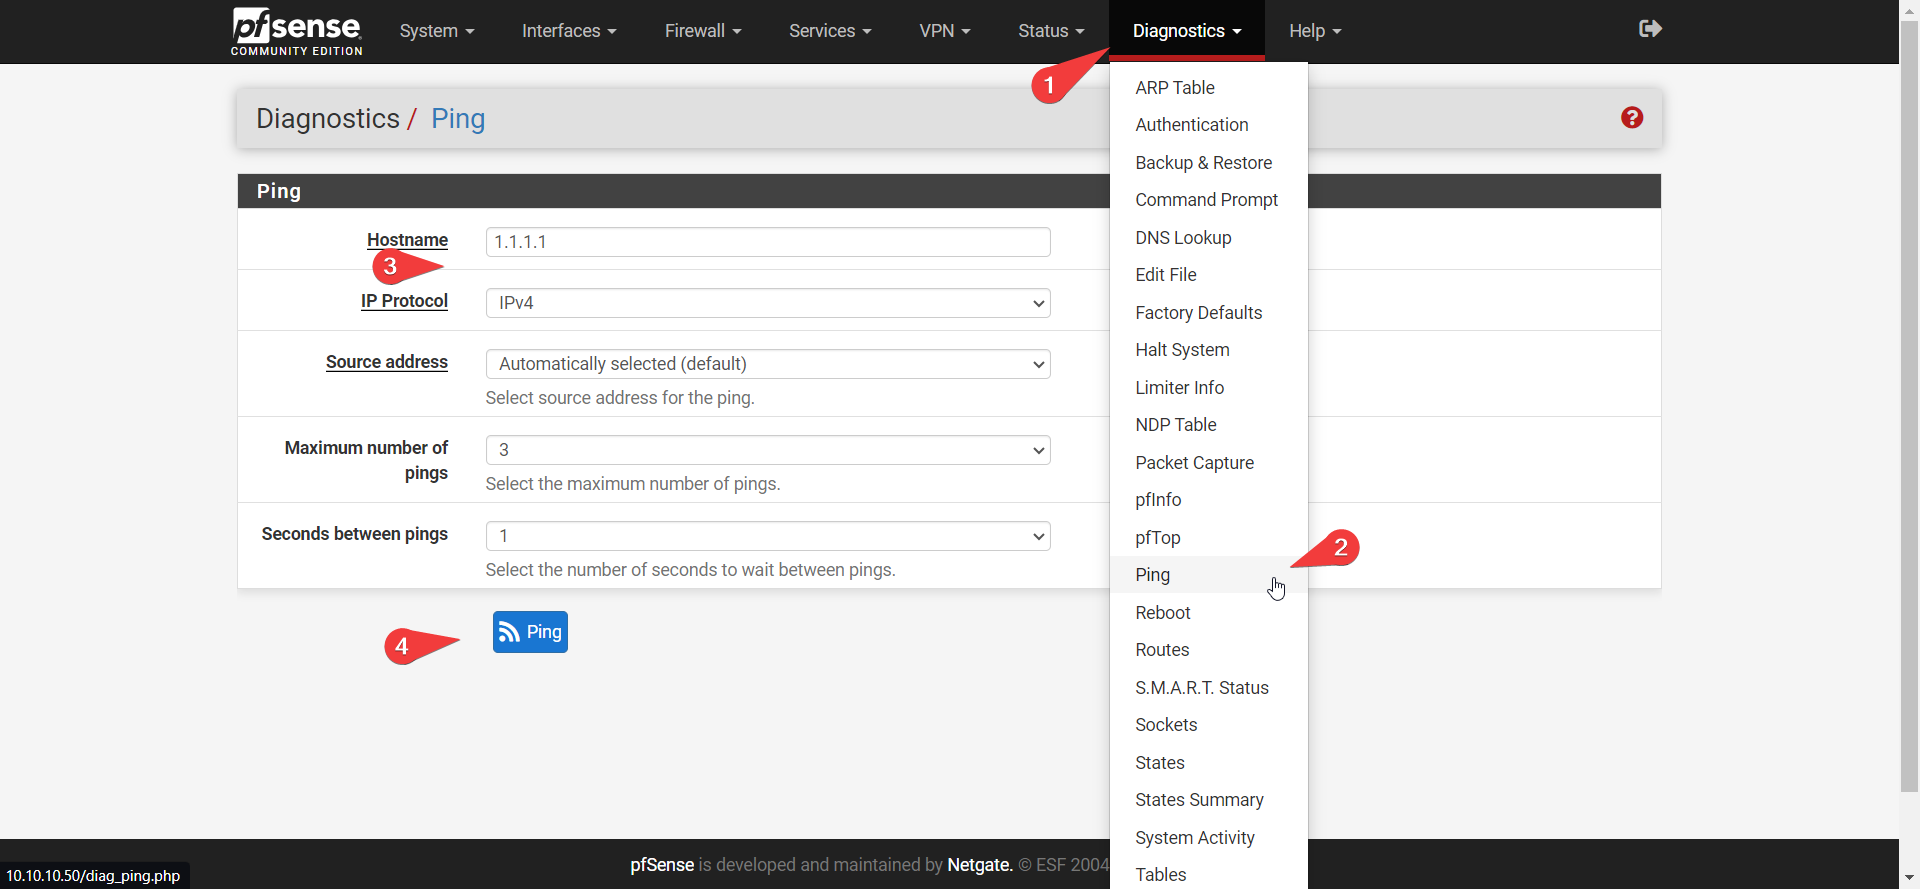 pfsense
COMMUNITY EDITION
System
Interfaces
Firewall
Services
VPN
Status
Diagnostics
Help
1
Diagnostics / Ping
?
Ping
Hostname
1.1.1.1
3
IP Protocol
IPv4
Source address
Automatically selected (default)
Select source address for the ping.
Maximum number of
pings
3
Select the maximum number of pings.
Seconds between pings
1
Select the number of seconds to wait between pings.
4
Ping
ARP Table
Authentication
Backup & Restore
Command Prompt
DNS Lookup
Edit File
Factory Defaults
Halt System
Limiter Info
NDP Table
Packet Capture
pfInfo
pfTop
Ping
2
Reboot
Routes
S.M.A.R.T. Status
Sockets
States
States Summary
System Activity
Tables
pfSense is developed and maintained by Netgate. © ESF 2004
10.10.10.50/diag_ping.php